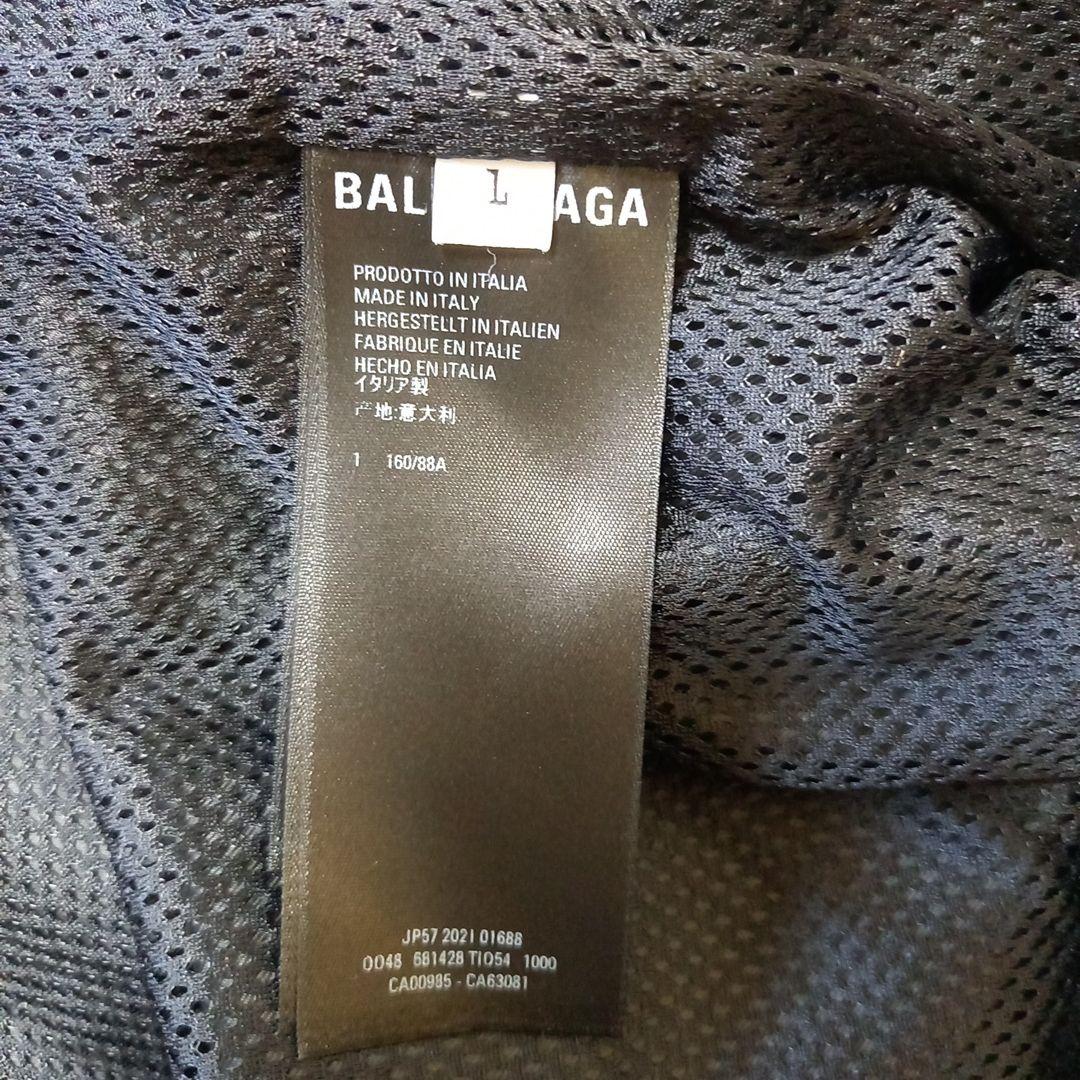 L
BAL AGA
PRODOTTO IN ITALIA
MADE IN ITALY
HERGESTELLT IN ITALIEN
FABRIQUE EN ITALIE
HECHO EN ITALIA
イタリア製
产地:意大利
1 160/88A
JP57 2021 01688
0048 681428 TIO54 1000
CA00985 - CA63081